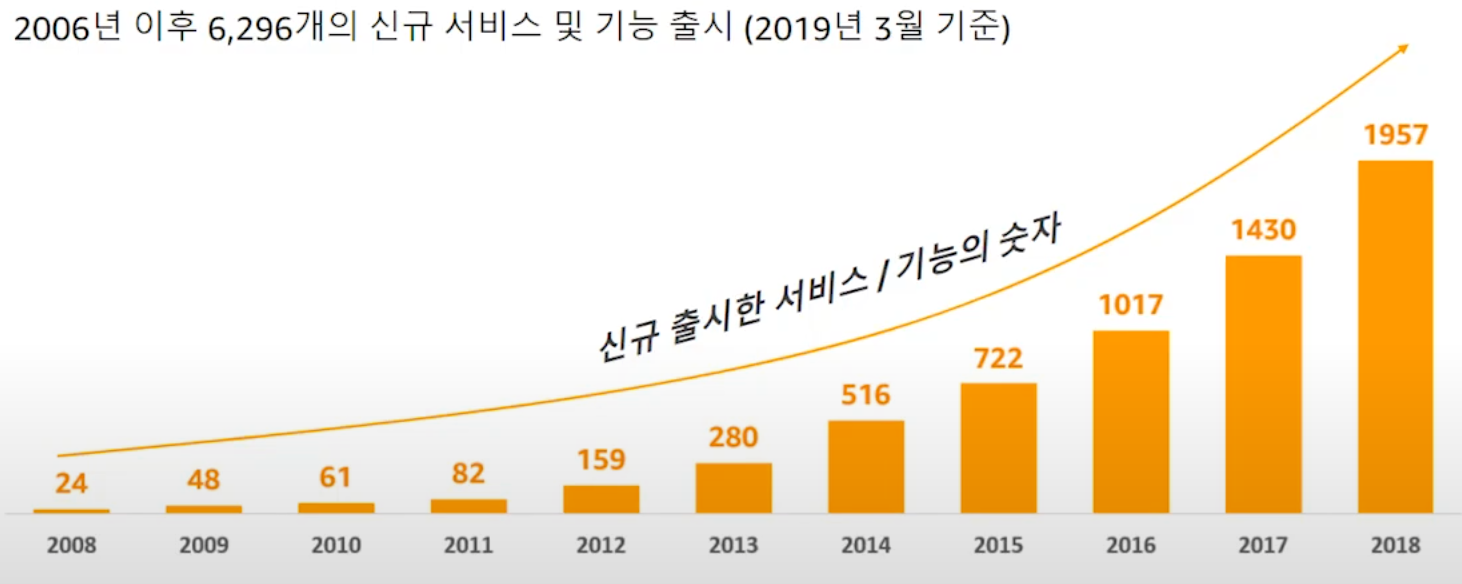 2006년 이후 6,296개의 신규 서비스 및 기능 출시 (2019년 3월 기준)
신규 출시한 서비스 / 기능의 숫자
24 48 61 82 159 280 516 722 1017 1430 1957
2008 2009 2010 2011 2012 2013 2014 2015 2016 2017 2018